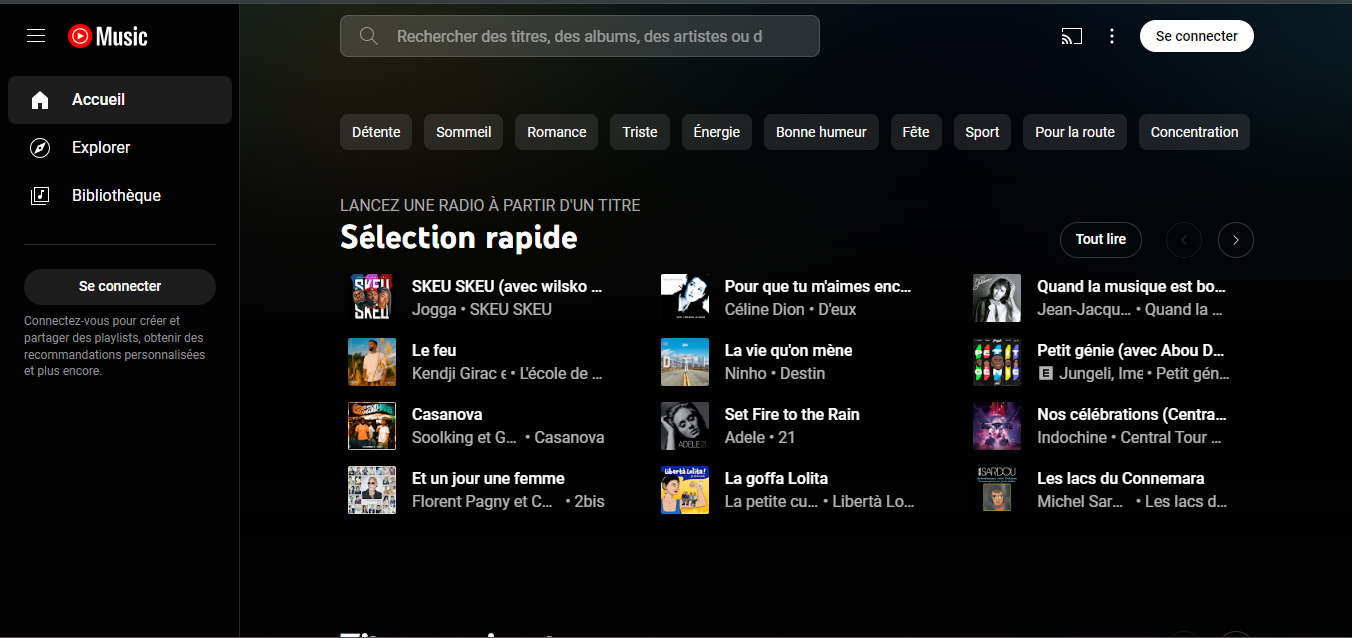 Music
Rechercher des titres, des albums, des artistes ou d
Se connecter
Accueil
Explorer
Bibliothèque
Se connecter
Connectez-vous pour créer et
partager des playlists, obtenir des
recommandations personnalisées
et plus encore.
Détente
Sommeil
Romance
Triste
Énergie
Bonne humeur
Fête
Sport
Pour la route
Concentration
LANCEZ UNE RADIO À PARTIR D'UN TITRE
Sélection rapide
Tout lire
SKEU SKEU (avec wilsko ...
Jogga • SKEU SKEU
Pour que tu m'aimes enc...
Céline Dion • D'eux
Quand la musique est bo...
Jean-Jacqu... • Quand la ...
Le feu
Kendji Girac e • L'école de ...
La vie qu'on mène
Ninho • Destin
Petit génie (avec Abou D...
E Jungeli, Ime • Petit gén...
Casanova
Soolking et G... • Casanova
Set Fire to the Rain
Adele • 21
Nos célébrations (Centra...
Indochine • Central Tour ...
Et un jour une femme
Florent Pagny et C... • 2bis
La goffa Lolita
La petite cu... • Libertà Lo...
Les lacs du Connemara
Michel Sar... • Les lacs d...